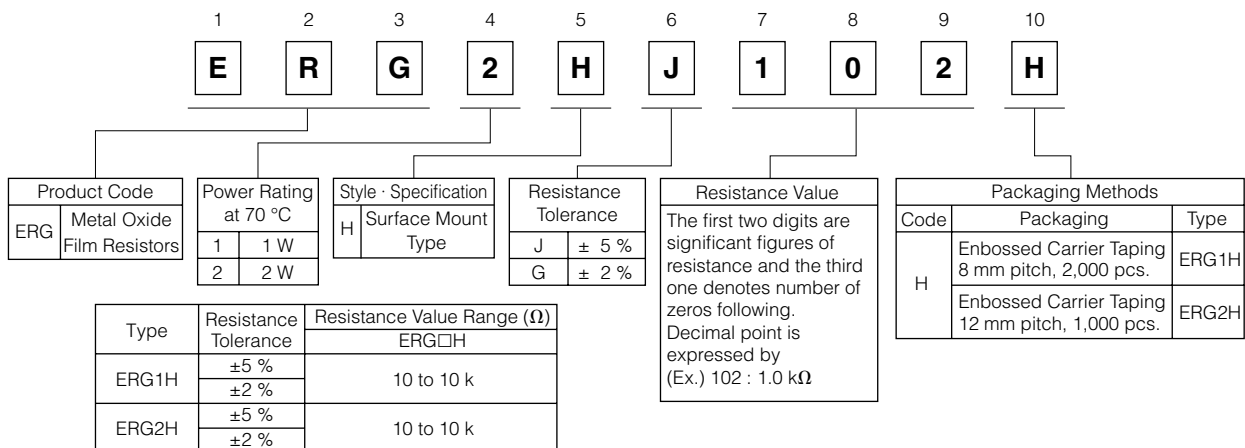 1 2 3 4 5 6 7 8 9 10
E R G 2 H J 1 0 2 H
Product Code
ERG Metal Oxide
Film Resistors
Power Rating
at 70 °C
1 1 W
2 2 W
Style · Specification
H Surface Mount
Type
Resistance
Tolerance
J ± 5 %
G ± 2 %
Resistance Value
The first two digits are
significant figures of
resistance and the third
one denotes number of
zeros following.
Decimal point is
expressed by
(Ex.) 102 : 1.0 kΩ
Packaging Methods
Code Packaging Type
H
Enbossed Carrier Taping
8 mm pitch, 2,000 pcs.
ERG1H
Enbossed Carrier Taping
12 mm pitch, 1,000 pcs.
ERG2H
Type Resistance
Tolerance
Resistance Value Range (Ω)
ERG□H
ERG1H
±5 %
±2 %
10 to 10 k
ERG2H
±5 %
±2 %
10 to 10 k